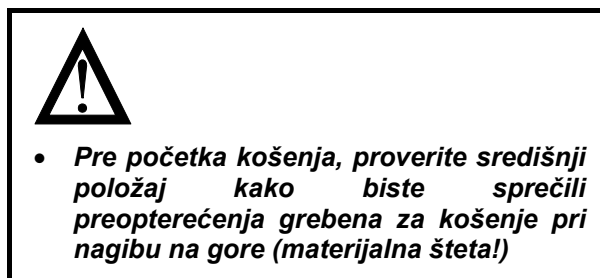 • Pre početka košenja, proverite središnji
položaj kako biste sprečili
preopterećenja grebena za košenje pri
nagibu na gore (materijalna šteta!)